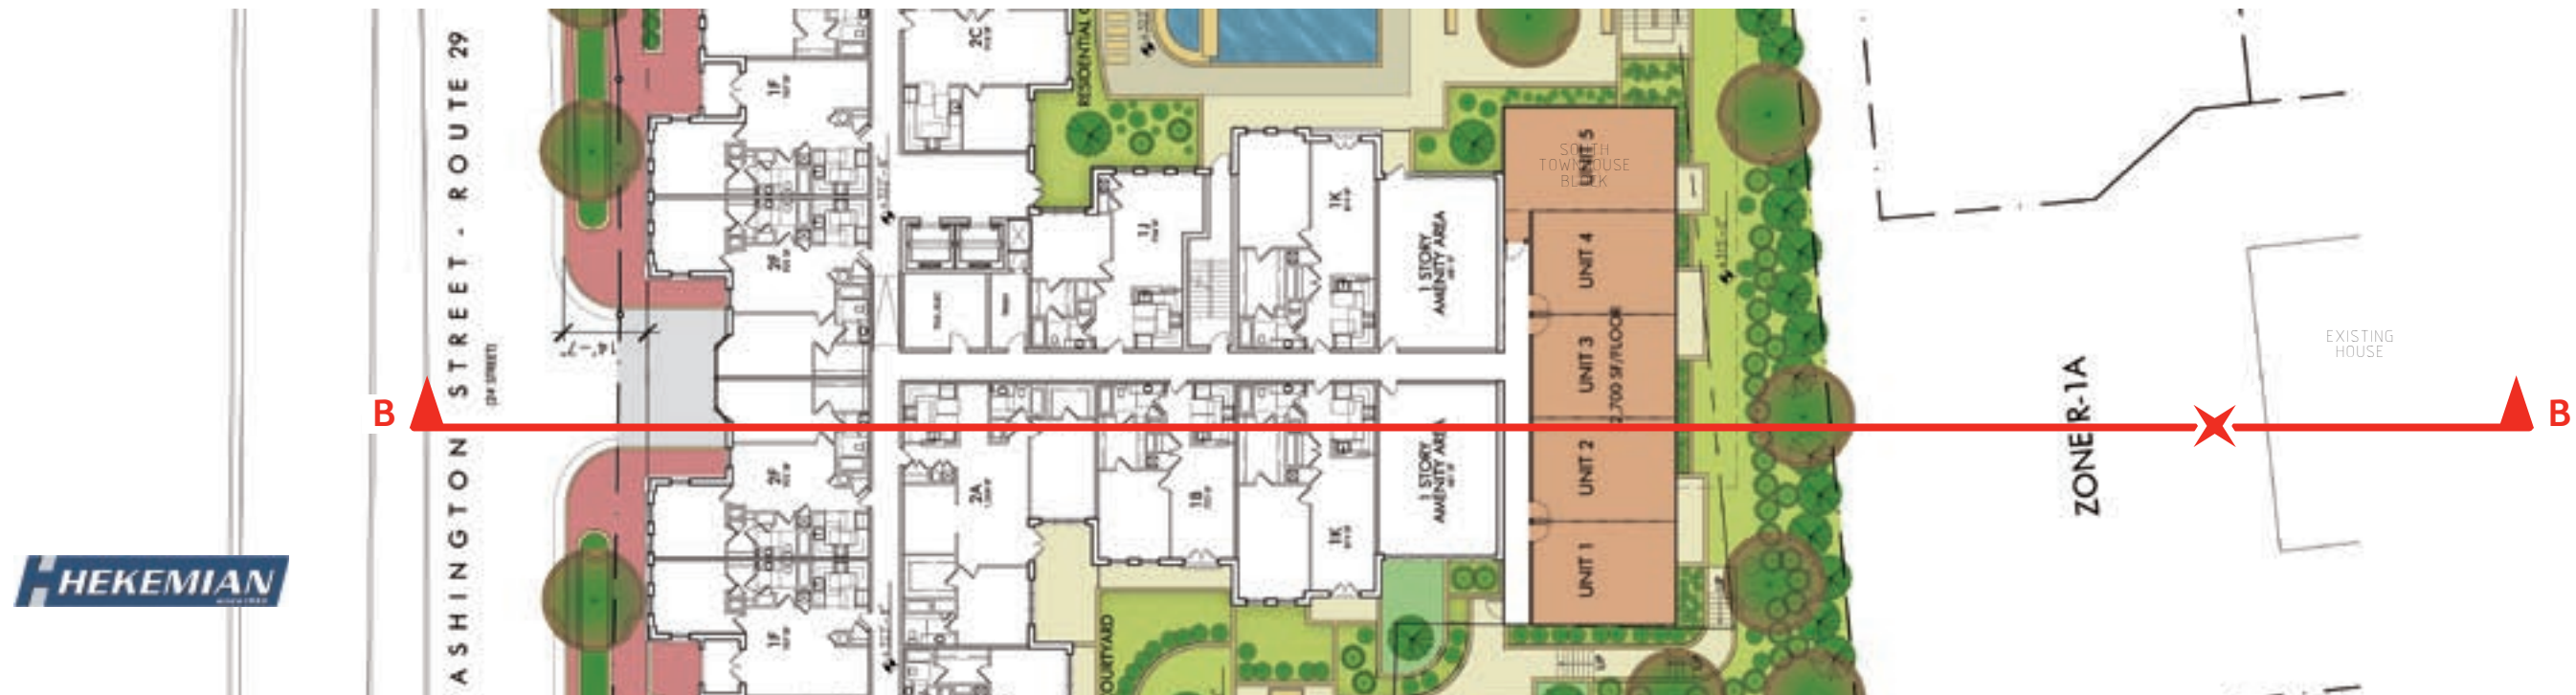 WASHINGTON STREET - ROUTE 29
(24 STREET)
HEKEMIAN
14'-7"
1F
2F
2F
1F
2C
RESIDENTIAL
2A
1J
1B
1K
1K
1 STORY
AMENITY AREA
1 STORY
AMENITY AREA
COURTYARD
SOUTH
TOWNHOUSE
BLOCK
UNIT 5
UNIT 4
UNIT 3
2,700 SF/FLOOR
UNIT 2
UNIT 1
UP
UP
B
B
ZONE R-1A
EXISTING
HOUSE